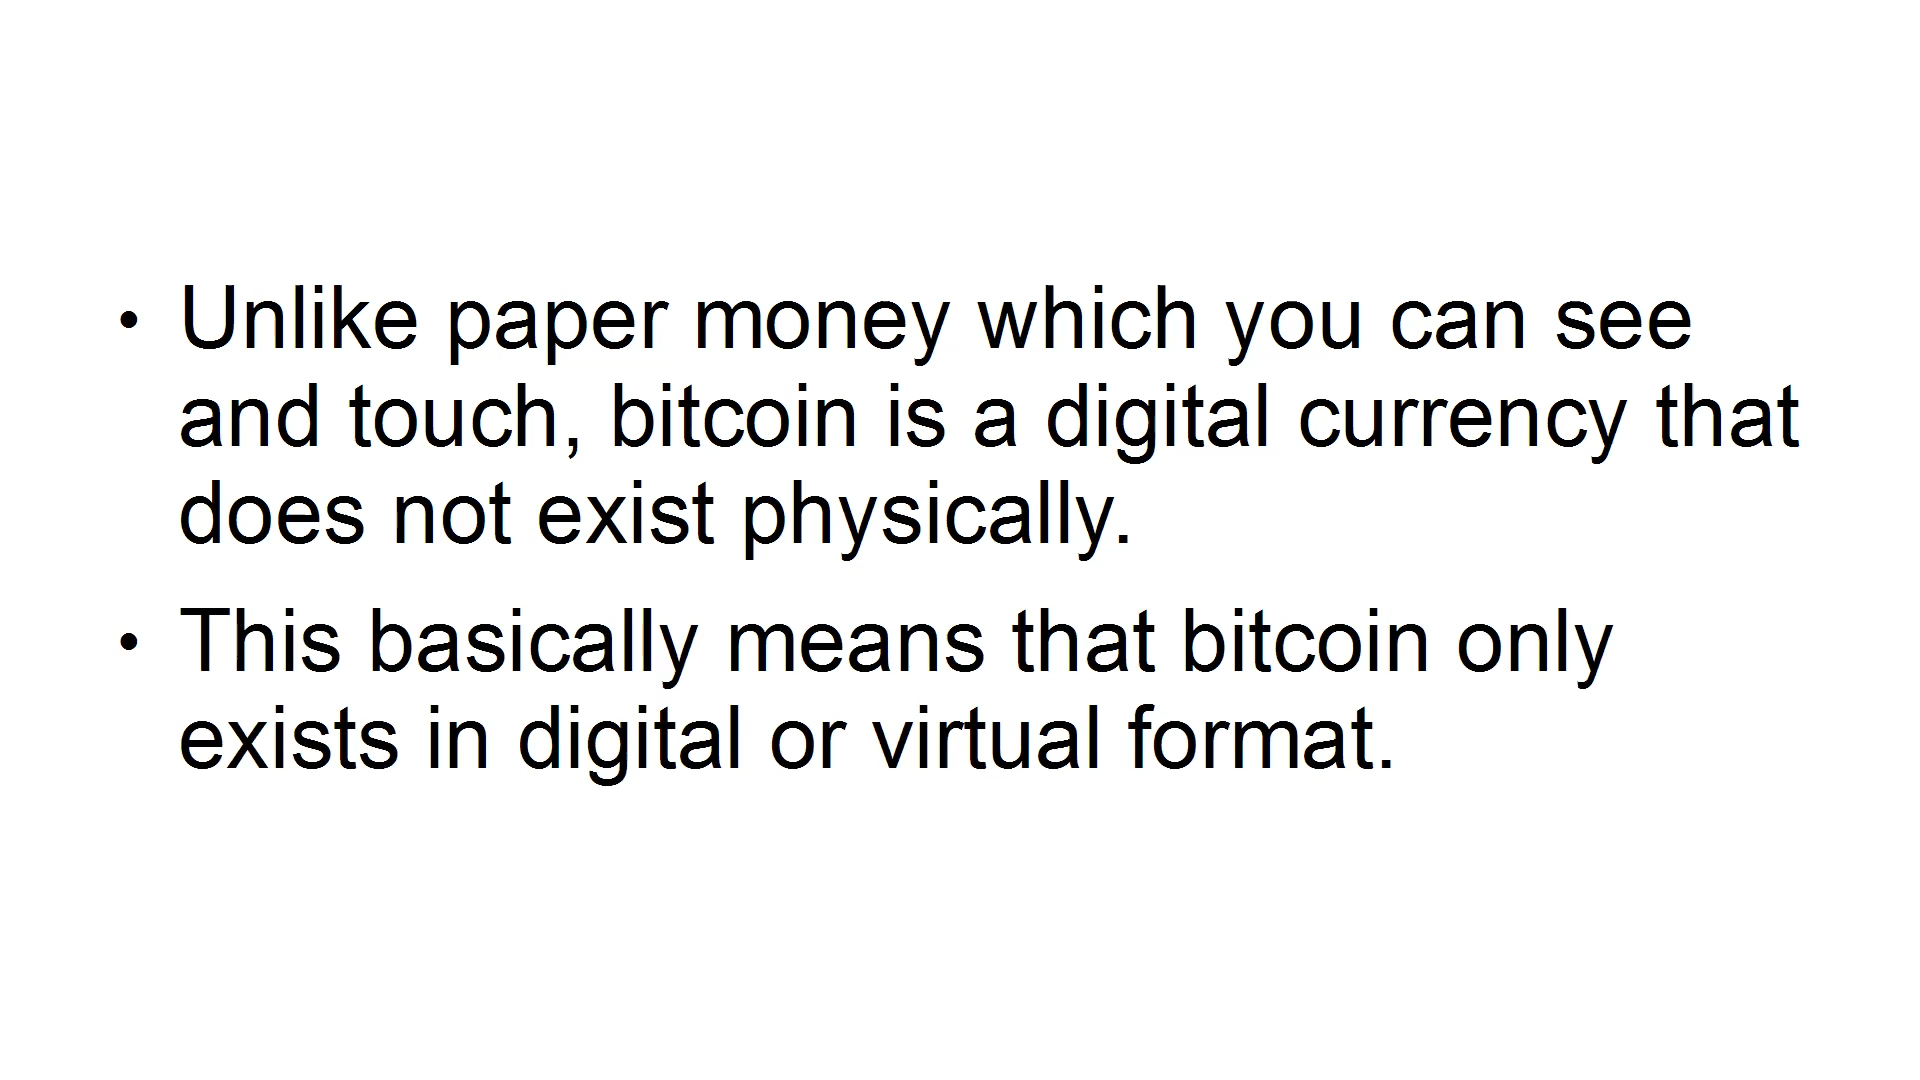 • Unlike paper money which you can see
and touch, bitcoin is a digital currency that
does not exist physically.
• This basically means that bitcoin only
exists in digital or virtual format.